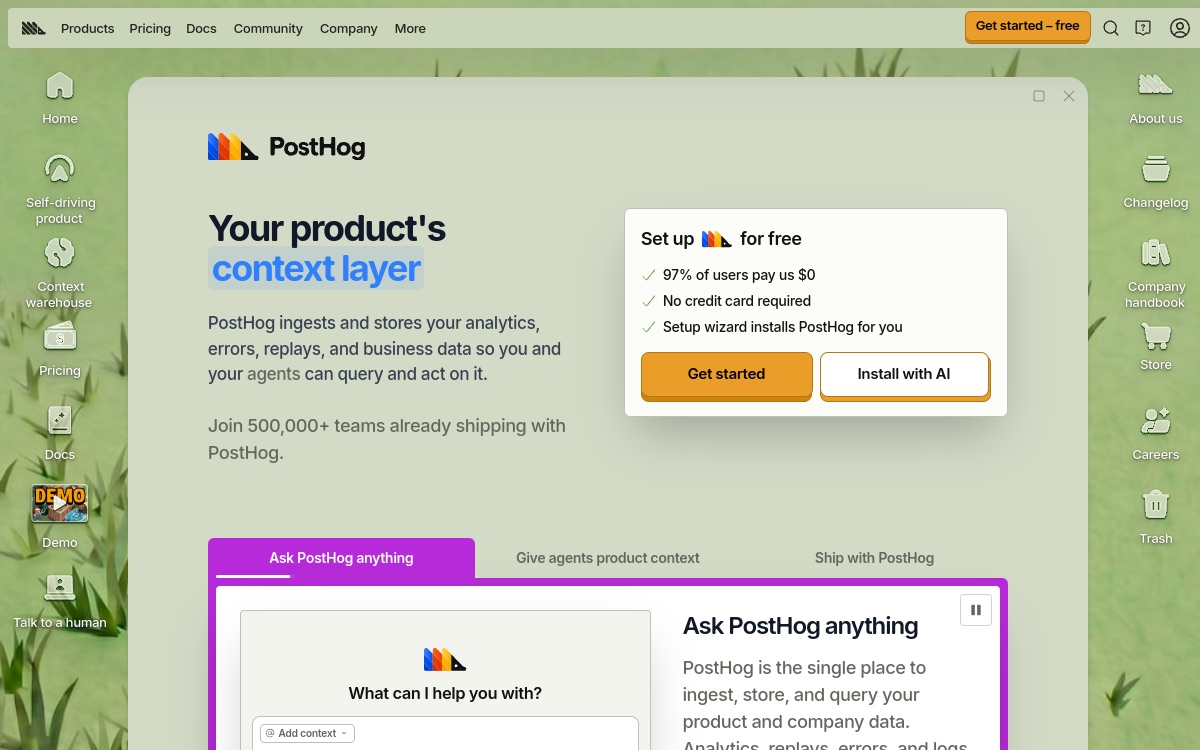 Products
Pricing
Docs
Community
Company
More
Get started – free
Home
Self-driving
product
Context
warehouse
Pricing
Docs
DEMO
Demo
Talk to a human
PostHog
Your product's
context layer
PostHog ingests and stores your analytics,
errors, replays, and business data so you and
your agents can query and act on it.
Join 500,000+ teams already shipping with
PostHog.
Set up for free
97% of users pay us $0
No credit card required
Setup wizard installs PostHog for you
Get started
Install with AI
Ask PostHog anything
Give agents product context
Ship with PostHog
What can I help you with?
@ Add context
Ask PostHog anything
PostHog is the single place to
ingest, store, and query your
product and company data.
Analytics, replays, errors, and logs
About us
Changelog
Company
handbook
Store
Careers
Trash